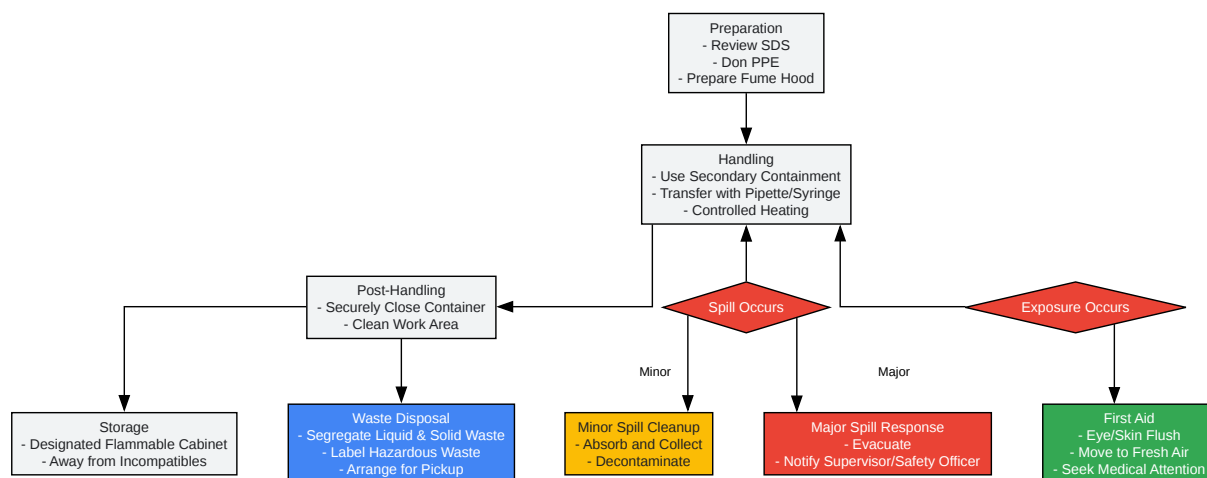 Preparation
- Review SDS
- Don PPE
- Prepare Fume Hood
Handling
- Use Secondary Containment
- Transfer with Pipette/Syringe
- Controlled Heating
Post-Handling
- Securely Close Container
- Clean Work Area
Spill Occurs
Exposure Occurs
Minor
Major
Storage
- Designated Flammable Cabinet
- Away from Incompatibles
Waste Disposal
- Segregate Liquid & Solid Waste
- Label Hazardous Waste
- Arrange for Pickup
Minor Spill Cleanup
- Absorb and Collect
- Decontaminate
Major Spill Response
- Evacuate
- Notify Supervisor/Safety Officer
First Aid
- Eye/Skin Flush
- Move to Fresh Air
- Seek Medical Attention